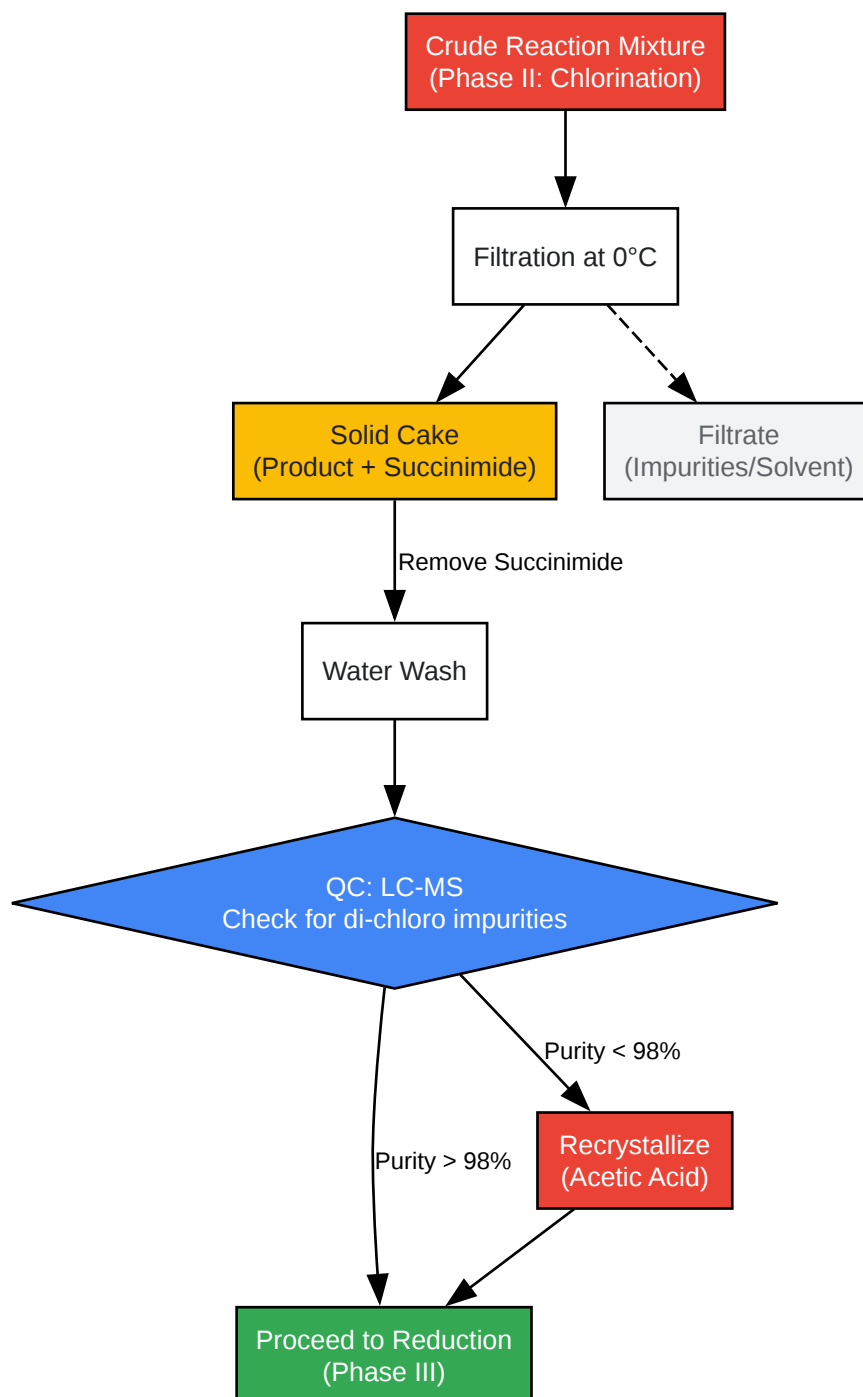 Crude Reaction Mixture
(Phase II: Chlorination)
Filtration at 0°C
Solid Cake
(Product + Succinimide)
Filtrate
(Impurities/Solvent)
Remove Succinimide
Water Wash
QC: LC-MS
Check for di-chloro impurities
Purity < 98%
Purity > 98%
Recrystallize
(Acetic Acid)
Proceed to Reduction
(Phase III)